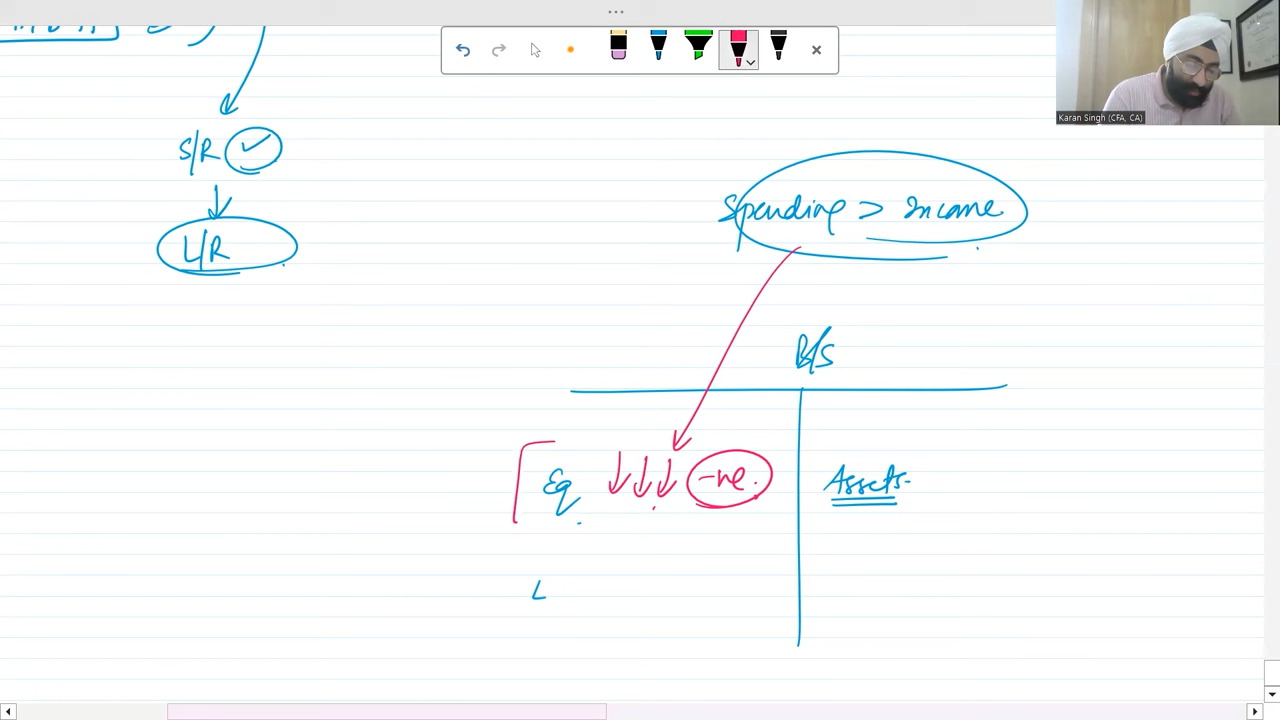 S/R
L/R
Spending > Income
B/S
Eq -ve.
Assets-
L
Karan Singh (CFA, CA)